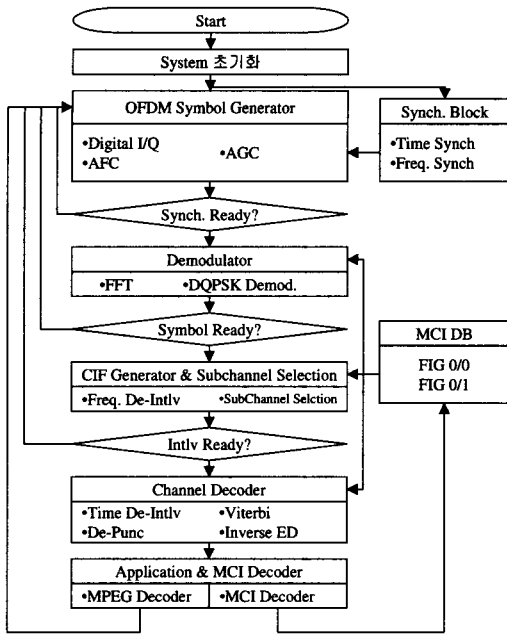 Start
System 초기화
OFDM Symbol Generator
•Digital I/Q
•AFC
•AGC
Synch. Block
•Time Synch
•Freq. Synch
Synch. Ready?
Demodulator
•FFT
•DQPSK Demod.
Symbol Ready?
MCI DB
FIG 0/0
FIG 0/1
CIF Generator & Subchannel Selection
•Freq. De-Intlv
•SubChannel Selction
Intlv Ready?
Channel Decoder
•Time De-Intlv
•Viterbi
•De-Punc
•Inverse ED
Application & MCI Decoder
•MPEG Decoder
•MCI Decoder